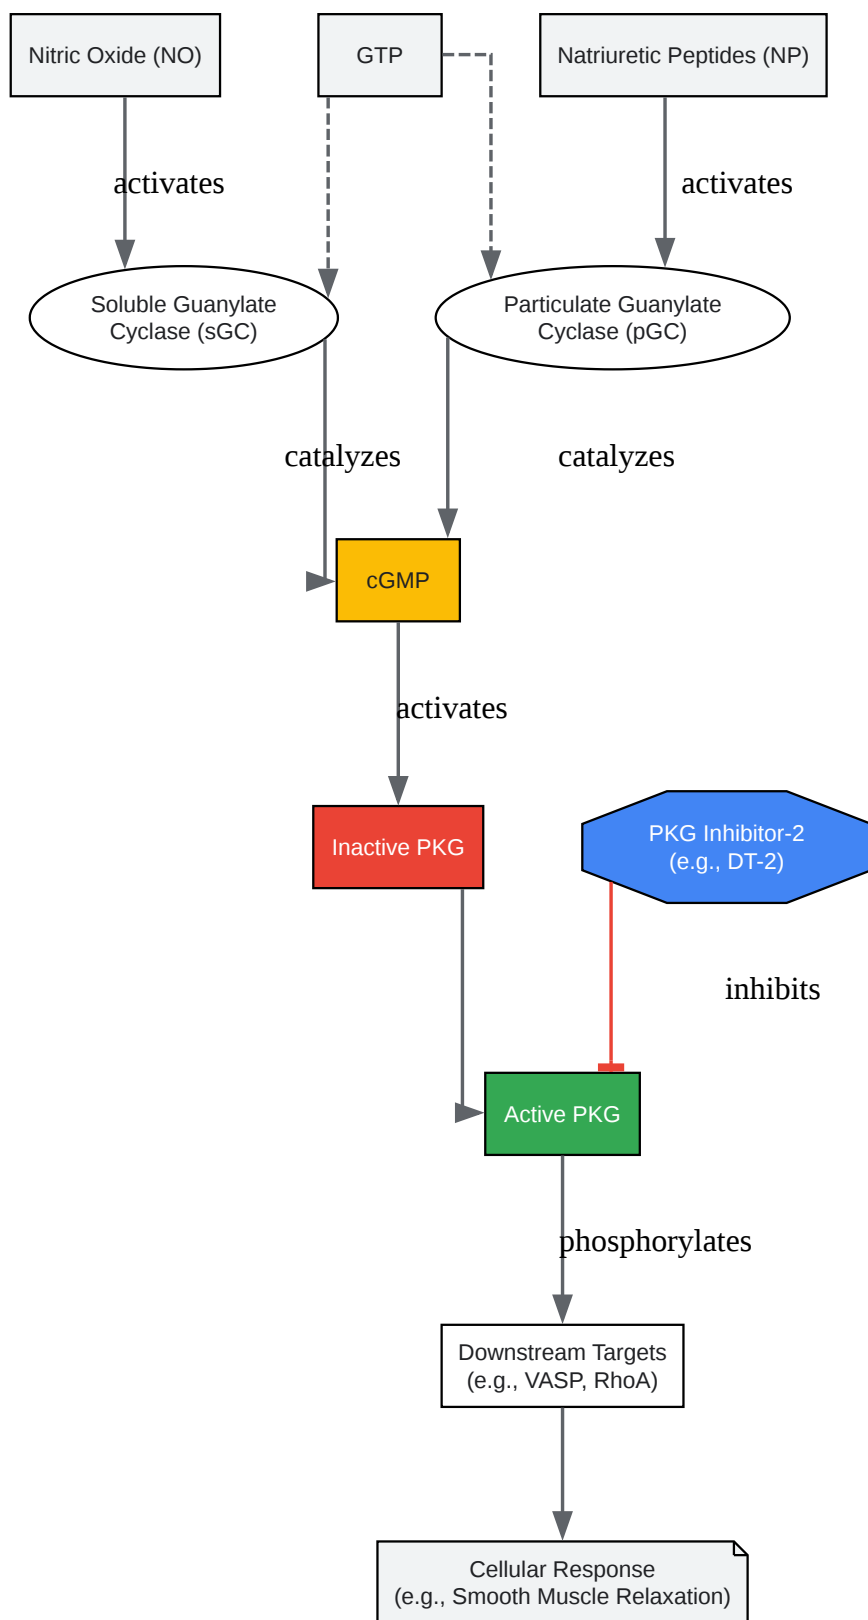 Nitric Oxide (NO)
GTP
Natriuretic Peptides (NP)
activates
activates
Soluble Guanylate
Cyclase (sGC)
Particulate Guanylate
Cyclase (pGC)
catalyzes
catalyzes
cGMP
activates
Inactive PKG
PKG Inhibitor-2
(e.g., DT-2)
inhibits
Active PKG
phosphorylates
Downstream Targets
(e.g., VASP, RhoA)
Cellular Response
(e.g., Smooth Muscle Relaxation)